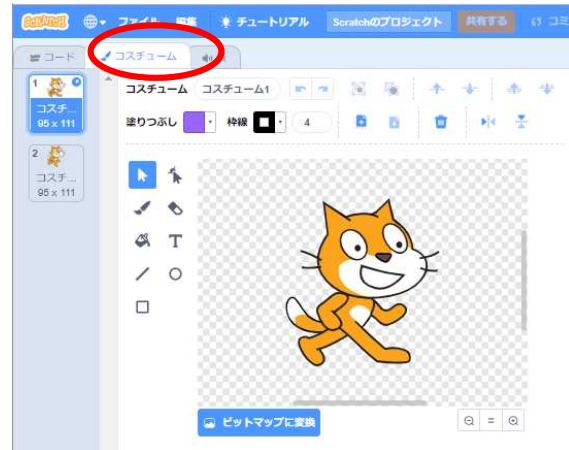 SCRATCH ファイル 編集 チュートリアル Scratchのプロジェクト 共有する コミ
コード コスチューム
1
コスチ...
95 x 111
2
コスチ...
95 x 111
コスチューム コスチューム1
塗りつぶし 枠線 4
T
ビットマップに変換